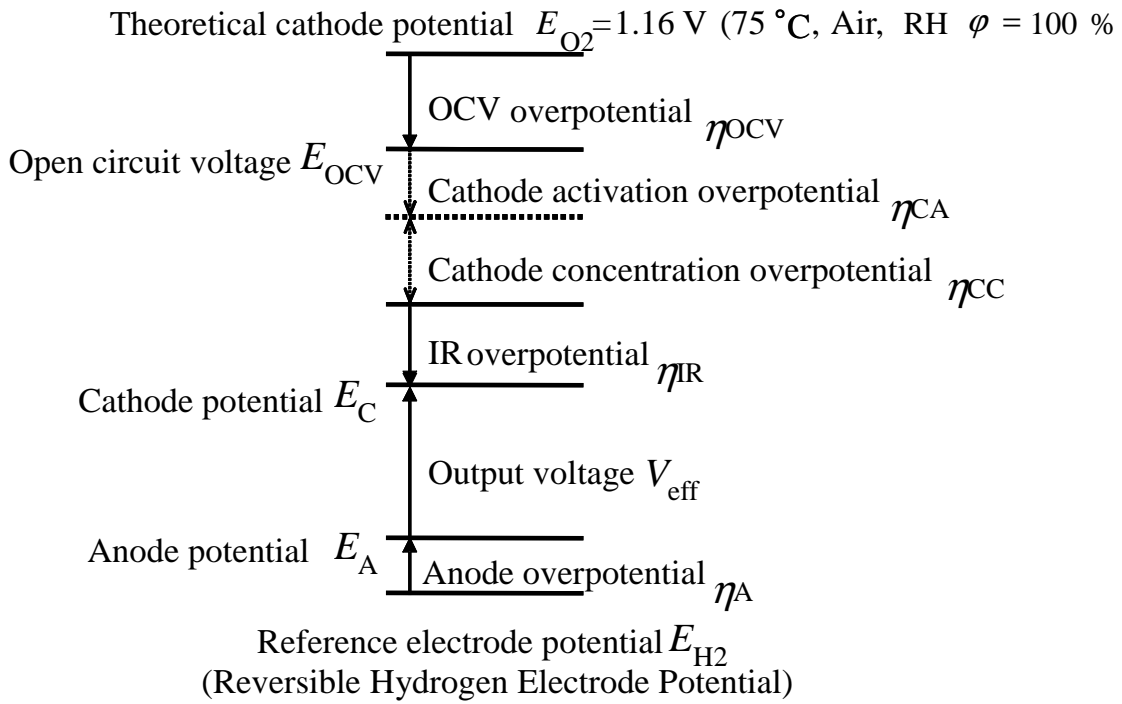 Theoretical cathode potential E_O2=1.16 V (75 °C, Air, RH φ = 100 %
OCV overpotential ηOCV
Open circuit voltage E_OCV
Cathode activation overpotential ηCA
Cathode concentration overpotential ηCC
IR overpotential ηIR
Cathode potential E_C
Output voltage V_eff
Anode potential E_A
Anode overpotential ηA
Reference electrode potential E_H2
(Reversible Hydrogen Electrode Potential)